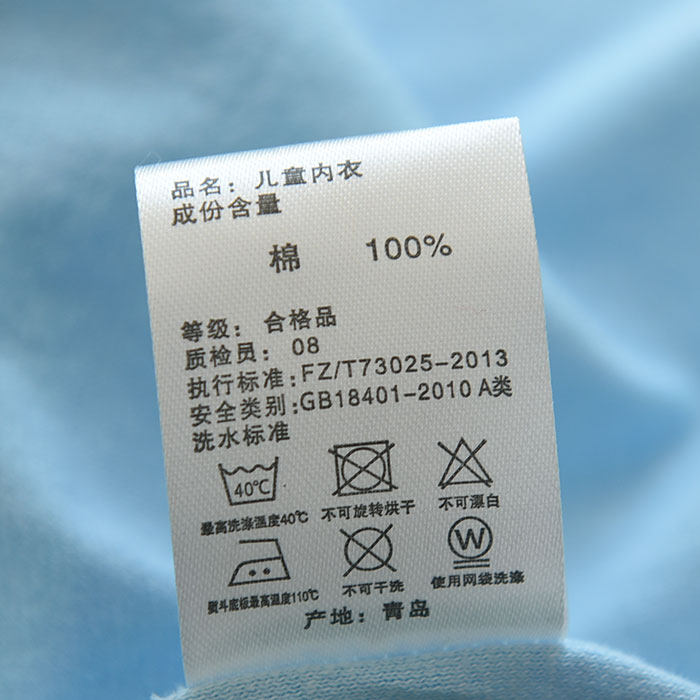 品名：儿童内衣
成份含量
棉 100%
等级：合格品
质检员：08
执行标准：FZ/T73025-2013
安全类别：GB18401-2010 A类
洗水标准
40℃
最高洗涤温度40℃ 不可旋转烘干 不可漂白
W
熨斗底板最高温度110℃ 不可干洗 使用网袋洗涤
产地：青岛